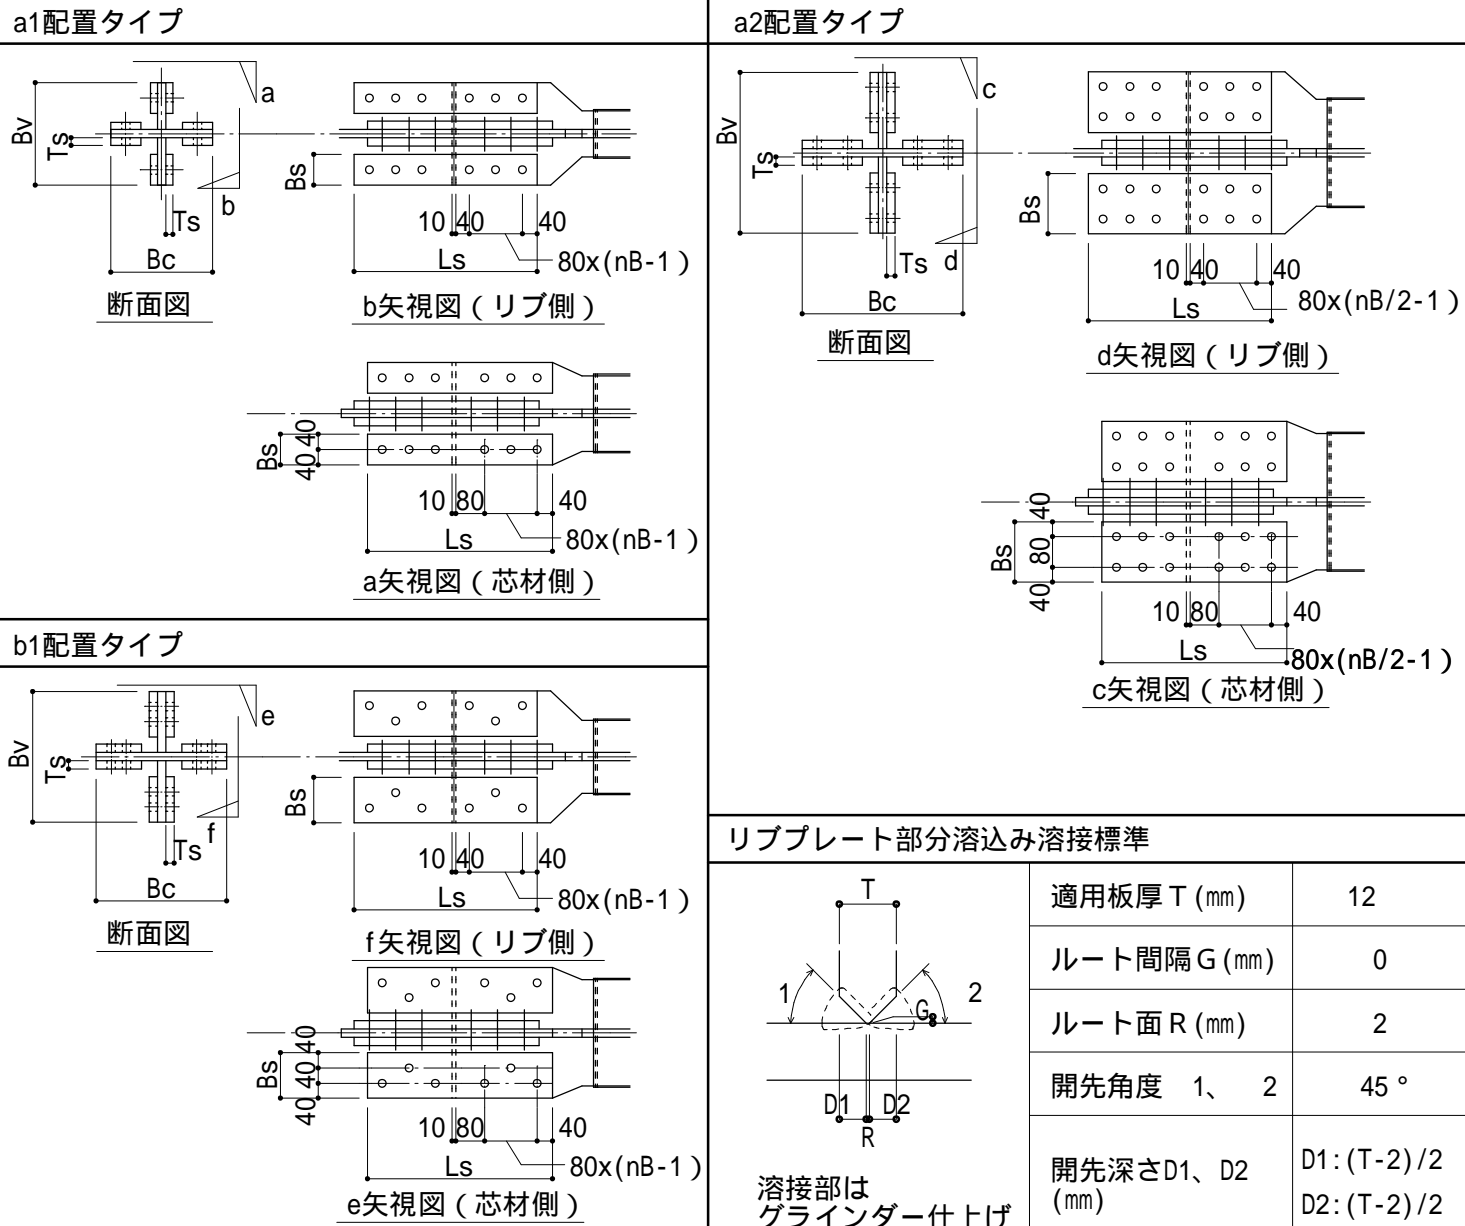 a1配置タイプ
Bv
Ts
a
b
Ts
Bc
断面図
Bs
10 40 40
Ls
80x(nB-1)
b矢視図（リブ側）
Bs
40 40
10 80 40
Ls
80x(nB-1)
a矢視図（芯材側）
a2配置タイプ
Bv
Ts
c
d
Ts
Bc
断面図
Bs
10 40 40
Ls
80x(nB/2-1)
d矢視図（リブ側）
Bs
40 80 40
10 80 40
Ls
80x(nB/2-1)
c矢視図（芯材側）
b1配置タイプ
Bv
Ts
e
f
Ts
Bc
断面図
Bs
10 40 40
Ls
80x(nB-1)
f矢視図（リブ側）
Bs
40 40 40
10 80 40
Ls
80x(nB-1)
e矢視図（芯材側）
リブプレート部分溶込み溶接標準
T
1
2
G
D1 D2
R
溶接部は
グラインダー仕上げ
適用板厚Ｔ(mm) 12
ルート間隔Ｇ(mm) 0
ルート面Ｒ(mm) 2
開先角度 1、 2 45°
開先深さD1、D2
(mm)
D1:(T-2)/2
D2:(T-2)/2